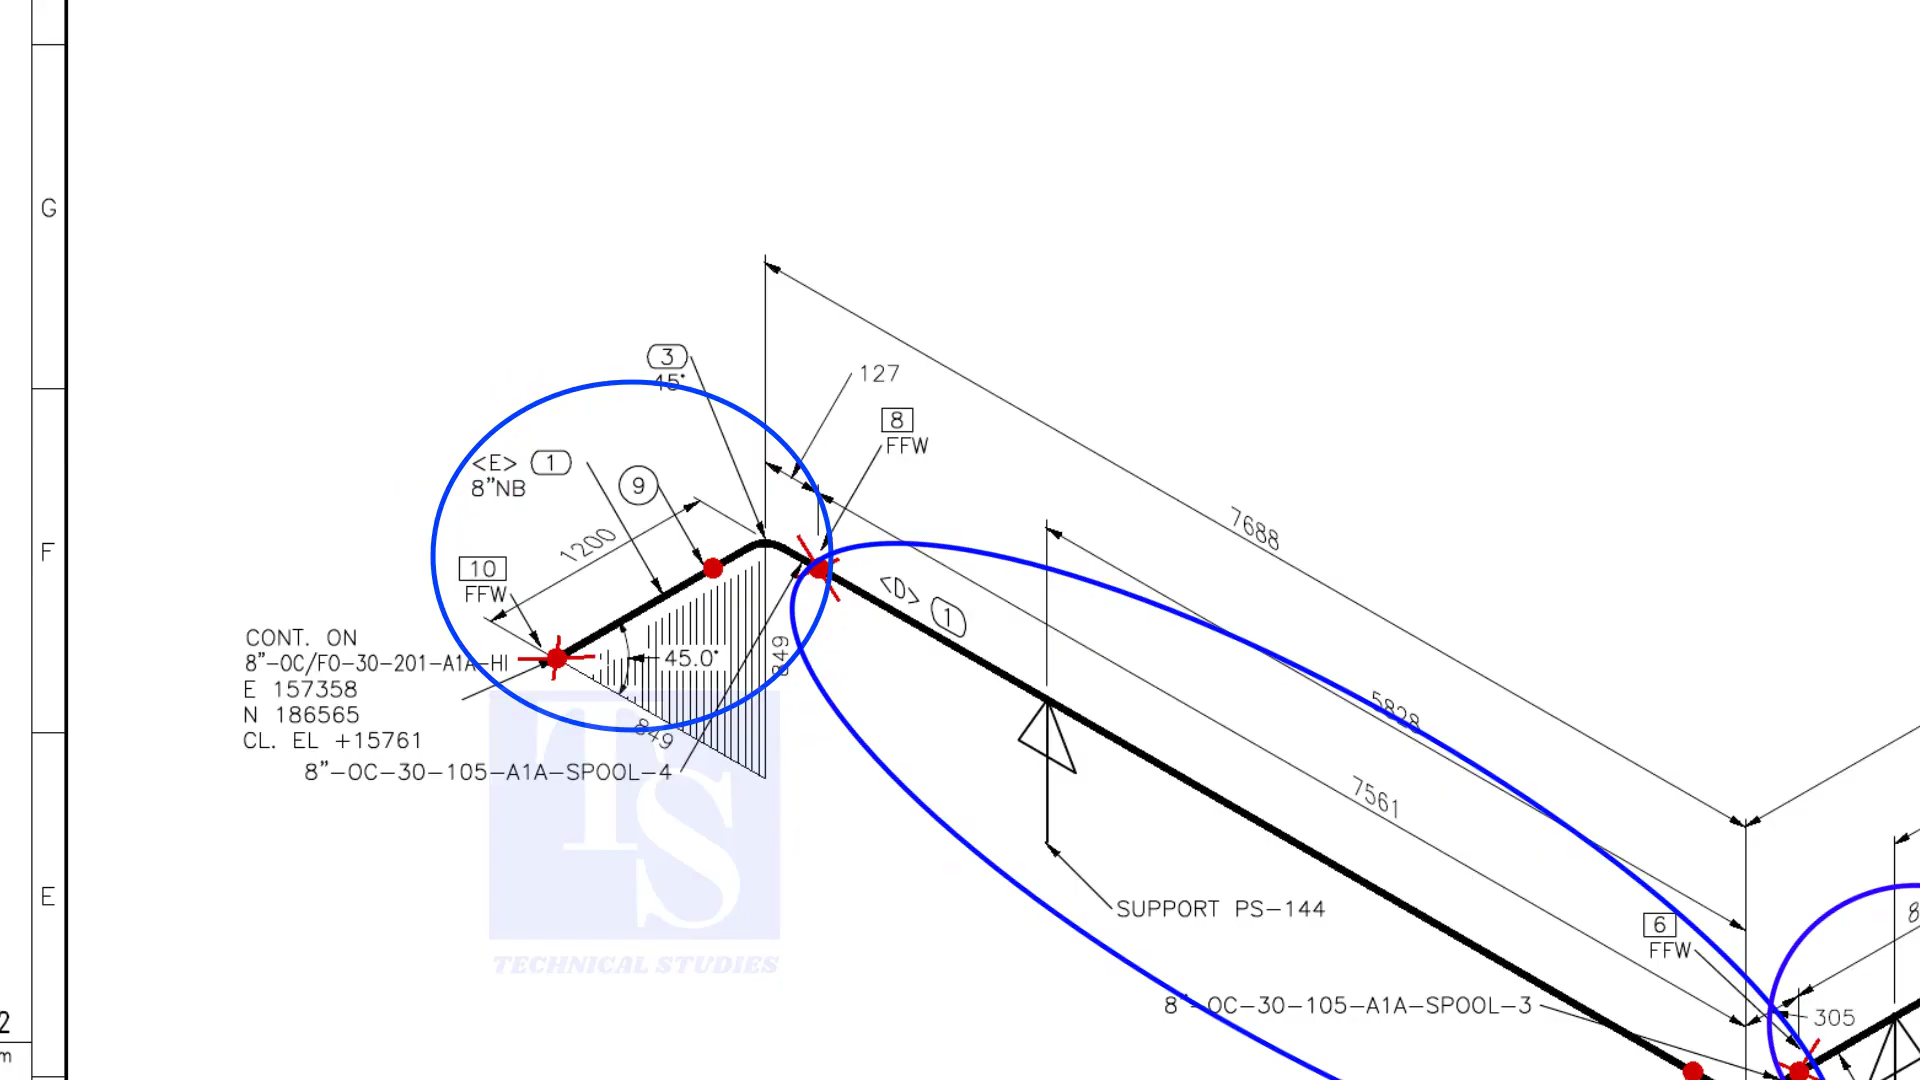 G
F
E
2
m
3
45°
127
8
FFW
<E> 1
8"NB
9
1200
10
FFW
7688
<D> 1
45.0°
849
849
CONT. ON
8"-OC/FO-30-201-A1A-HI
E 157358
N 186565
CL. EL +15761
8"-OC-30-105-A1A-SPOOL-4
5828
7561
SUPPORT PS-144
6
FFW
8"-OC-30-105-A1A-SPOOL-3
305
8
TS
TECHNICAL STUDIES